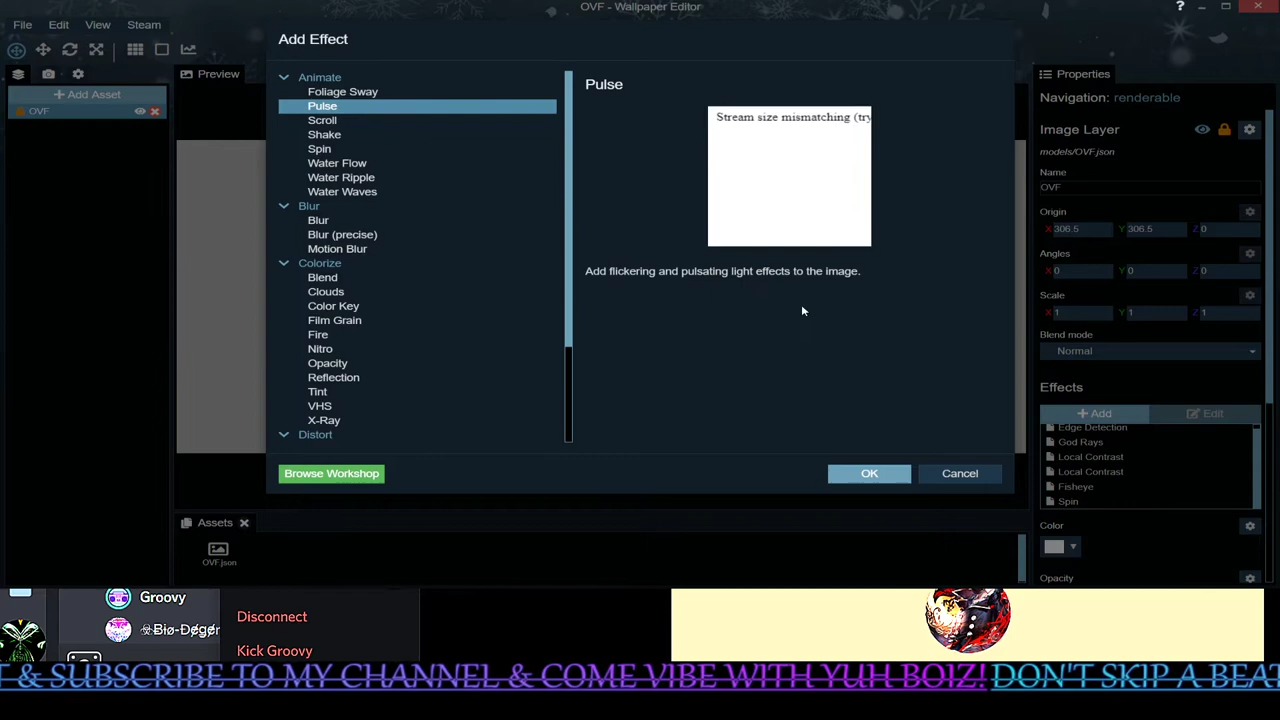 OVF - Wallpaper Editor
File Edit View Steam
Preview
Add Asset
OVF
Add Effect
Animate
Foliage Sway
Pulse
Scroll
Shake
Spin
Water Flow
Water Ripple
Water Waves
Blur
Blur
Blur (precise)
Motion Blur
Colorize
Blend
Clouds
Color Key
Film Grain
Fire
Nitro
Opacity
Reflection
Tint
VHS
X-Ray
Distort
Pulse
Stream size mismatching (try
Add flickering and pulsating light effects to the image.
Browse Workshop
OK
Cancel
Properties
Navigation: renderable
Image Layer
models/OVF.json
Name
OVF
Origin
X 306.5 Y 306.5 Z 0
Angles
X 0 Y 0 Z 0
Scale
X 1 Y 1 Z 1
Blend mode
Normal
Effects
Add Edit
Edge Detection
God Rays
Local Contrast
Local Contrast
Fisheye
Spin
Color
Opacity
Assets
OVF.json
Groovy
Disconnect
Kick Groovy
T & SUBSCRIBE TO MY CHANNEL & COME VIBE WITH YUH BOIZ! DON'T SKIP A BEAT